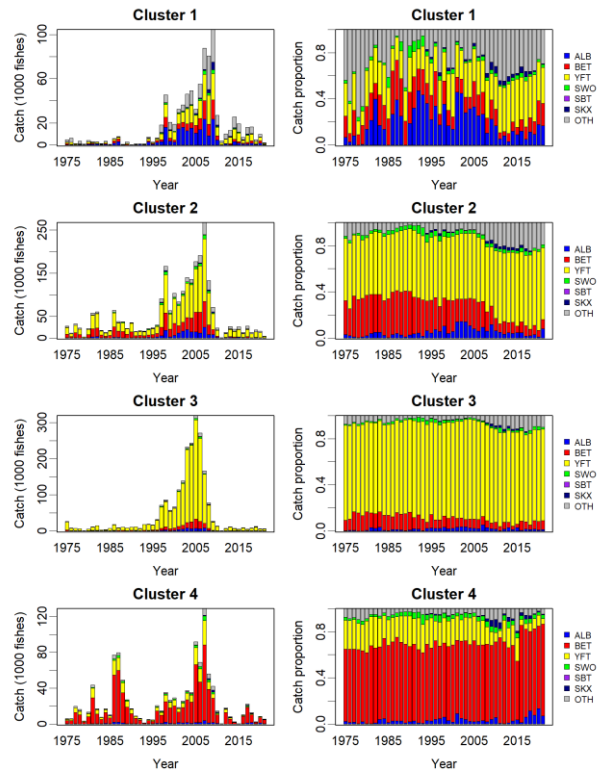 Cluster 1
Catch (1000 fishes)
0 20 60 100
1975 1985 1995 2005 2015
Year
Cluster 1
Catch proportion
0.0 0.4 0.8
1975 1985 1995 2005 2015
Year
ALB
BET
YFT
SWO
SBT
SKX
OTH
Cluster 2
Catch (1000 fishes)
0 50 150 250
1975 1985 1995 2005 2015
Year
Cluster 2
Catch proportion
0.0 0.4 0.8
1975 1985 1995 2005 2015
Year
ALB
BET
YFT
SWO
SBT
SKX
OTH
Cluster 3
Catch (1000 fishes)
0 100 200 300
1975 1985 1995 2005 2015
Year
Cluster 3
Catch proportion
0.0 0.4 0.8
1975 1985 1995 2005 2015
Year
ALB
BET
YFT
SWO
SBT
SKX
OTH
Cluster 4
Catch (1000 fishes)
0 40 80 120
1975 1985 1995 2005 2015
Year
Cluster 4
Catch proportion
0.0 0.4 0.8
1975 1985 1995 2005 2015
Year
ALB
BET
YFT
SWO
SBT
SKX
OTH